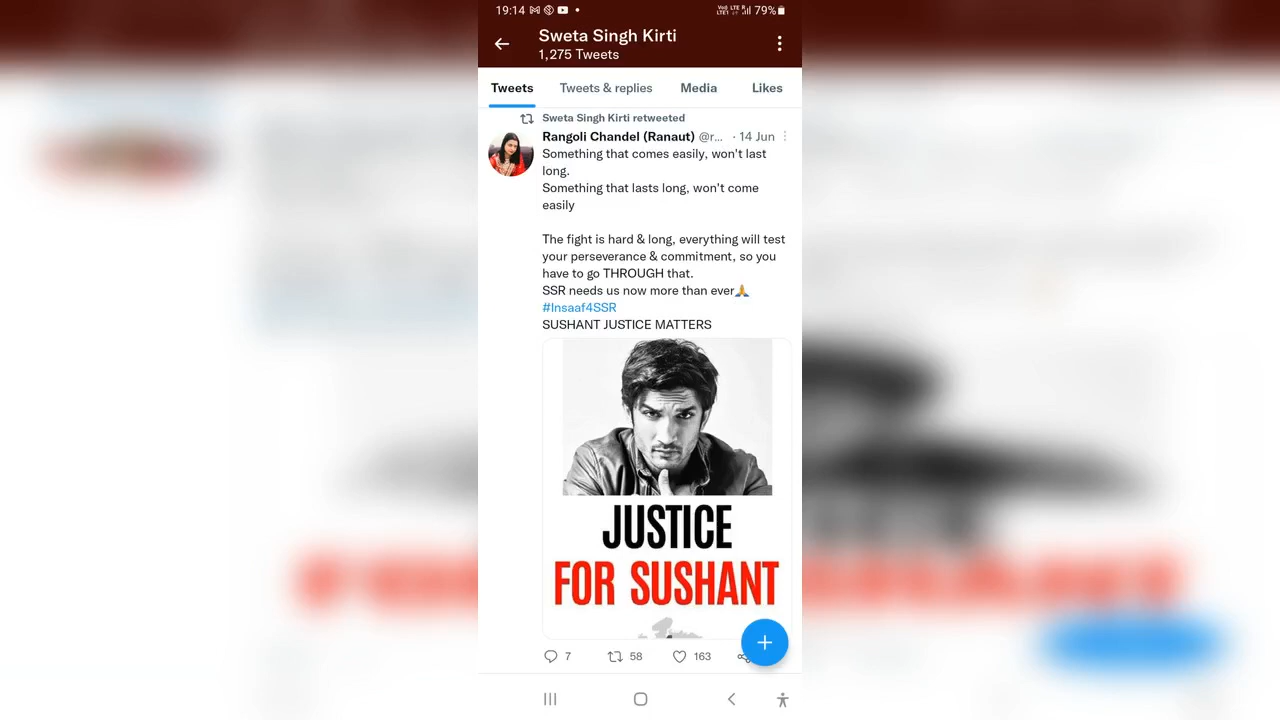 19:14 79%
Sweta Singh Kirti
1,275 Tweets
Tweets Tweets & replies Media Likes
Sweta Singh Kirti retweeted
Rangoli Chandel (Ranaut) @r... · 14 Jun
Something that comes easily, won't last
long.
Something that lasts long, won't come
easily
The fight is hard & long, everything will test
your perseverance & commitment, so you
have to go THROUGH that.
SSR needs us now more than ever🙏
#Insaaf4SSR
SUSHANT JUSTICE MATTERS
JUSTICE
FOR SUSHANT
7 58 163